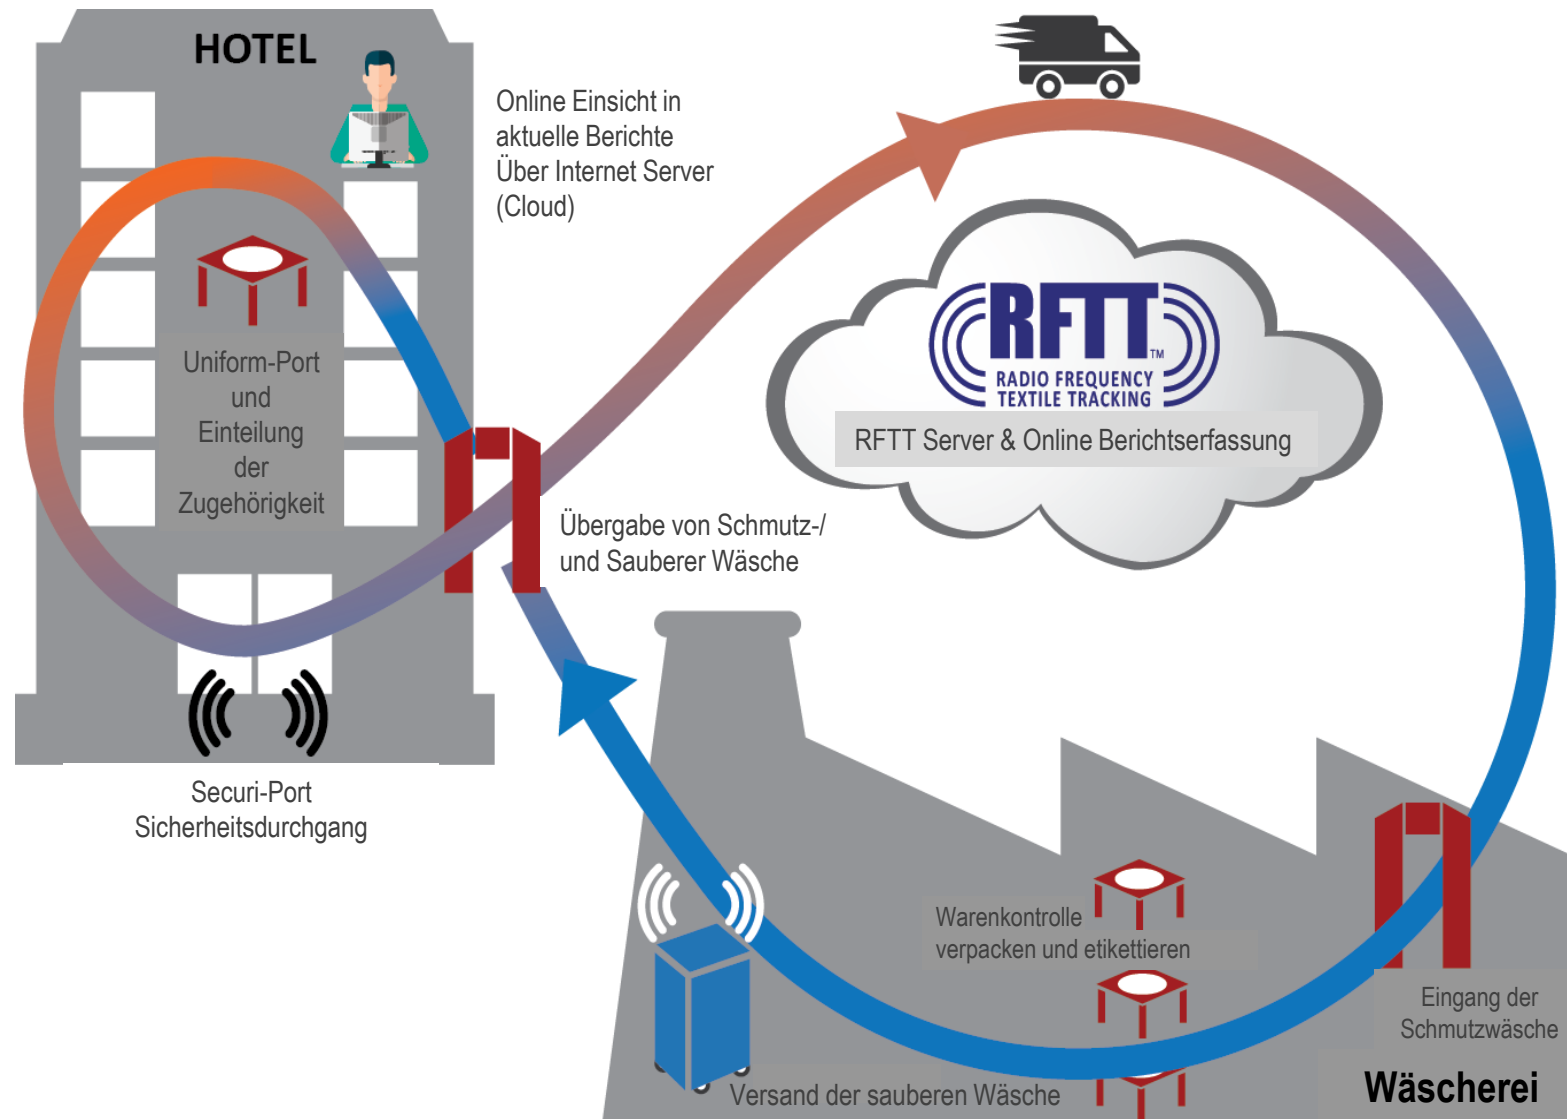 HOTEL
Online Einsicht in
aktuelle Berichte
Über Internet Server
(Cloud)
Uniform-Port
und
Einteilung
der
Zugehörigkeit
RFTT™
RADIO FREQUENCY
TEXTILE TRACKING
RFTT Server & Online Berichtserfassung
Übergabe von Schmutz-/
und Sauberer Wäsche
Securi-Port
Sicherheitsdurchgang
Warenkontrolle
verpacken und etikettieren
Eingang der
Schmutzwäsche
Versand der sauberen Wäsche
Wäscherei